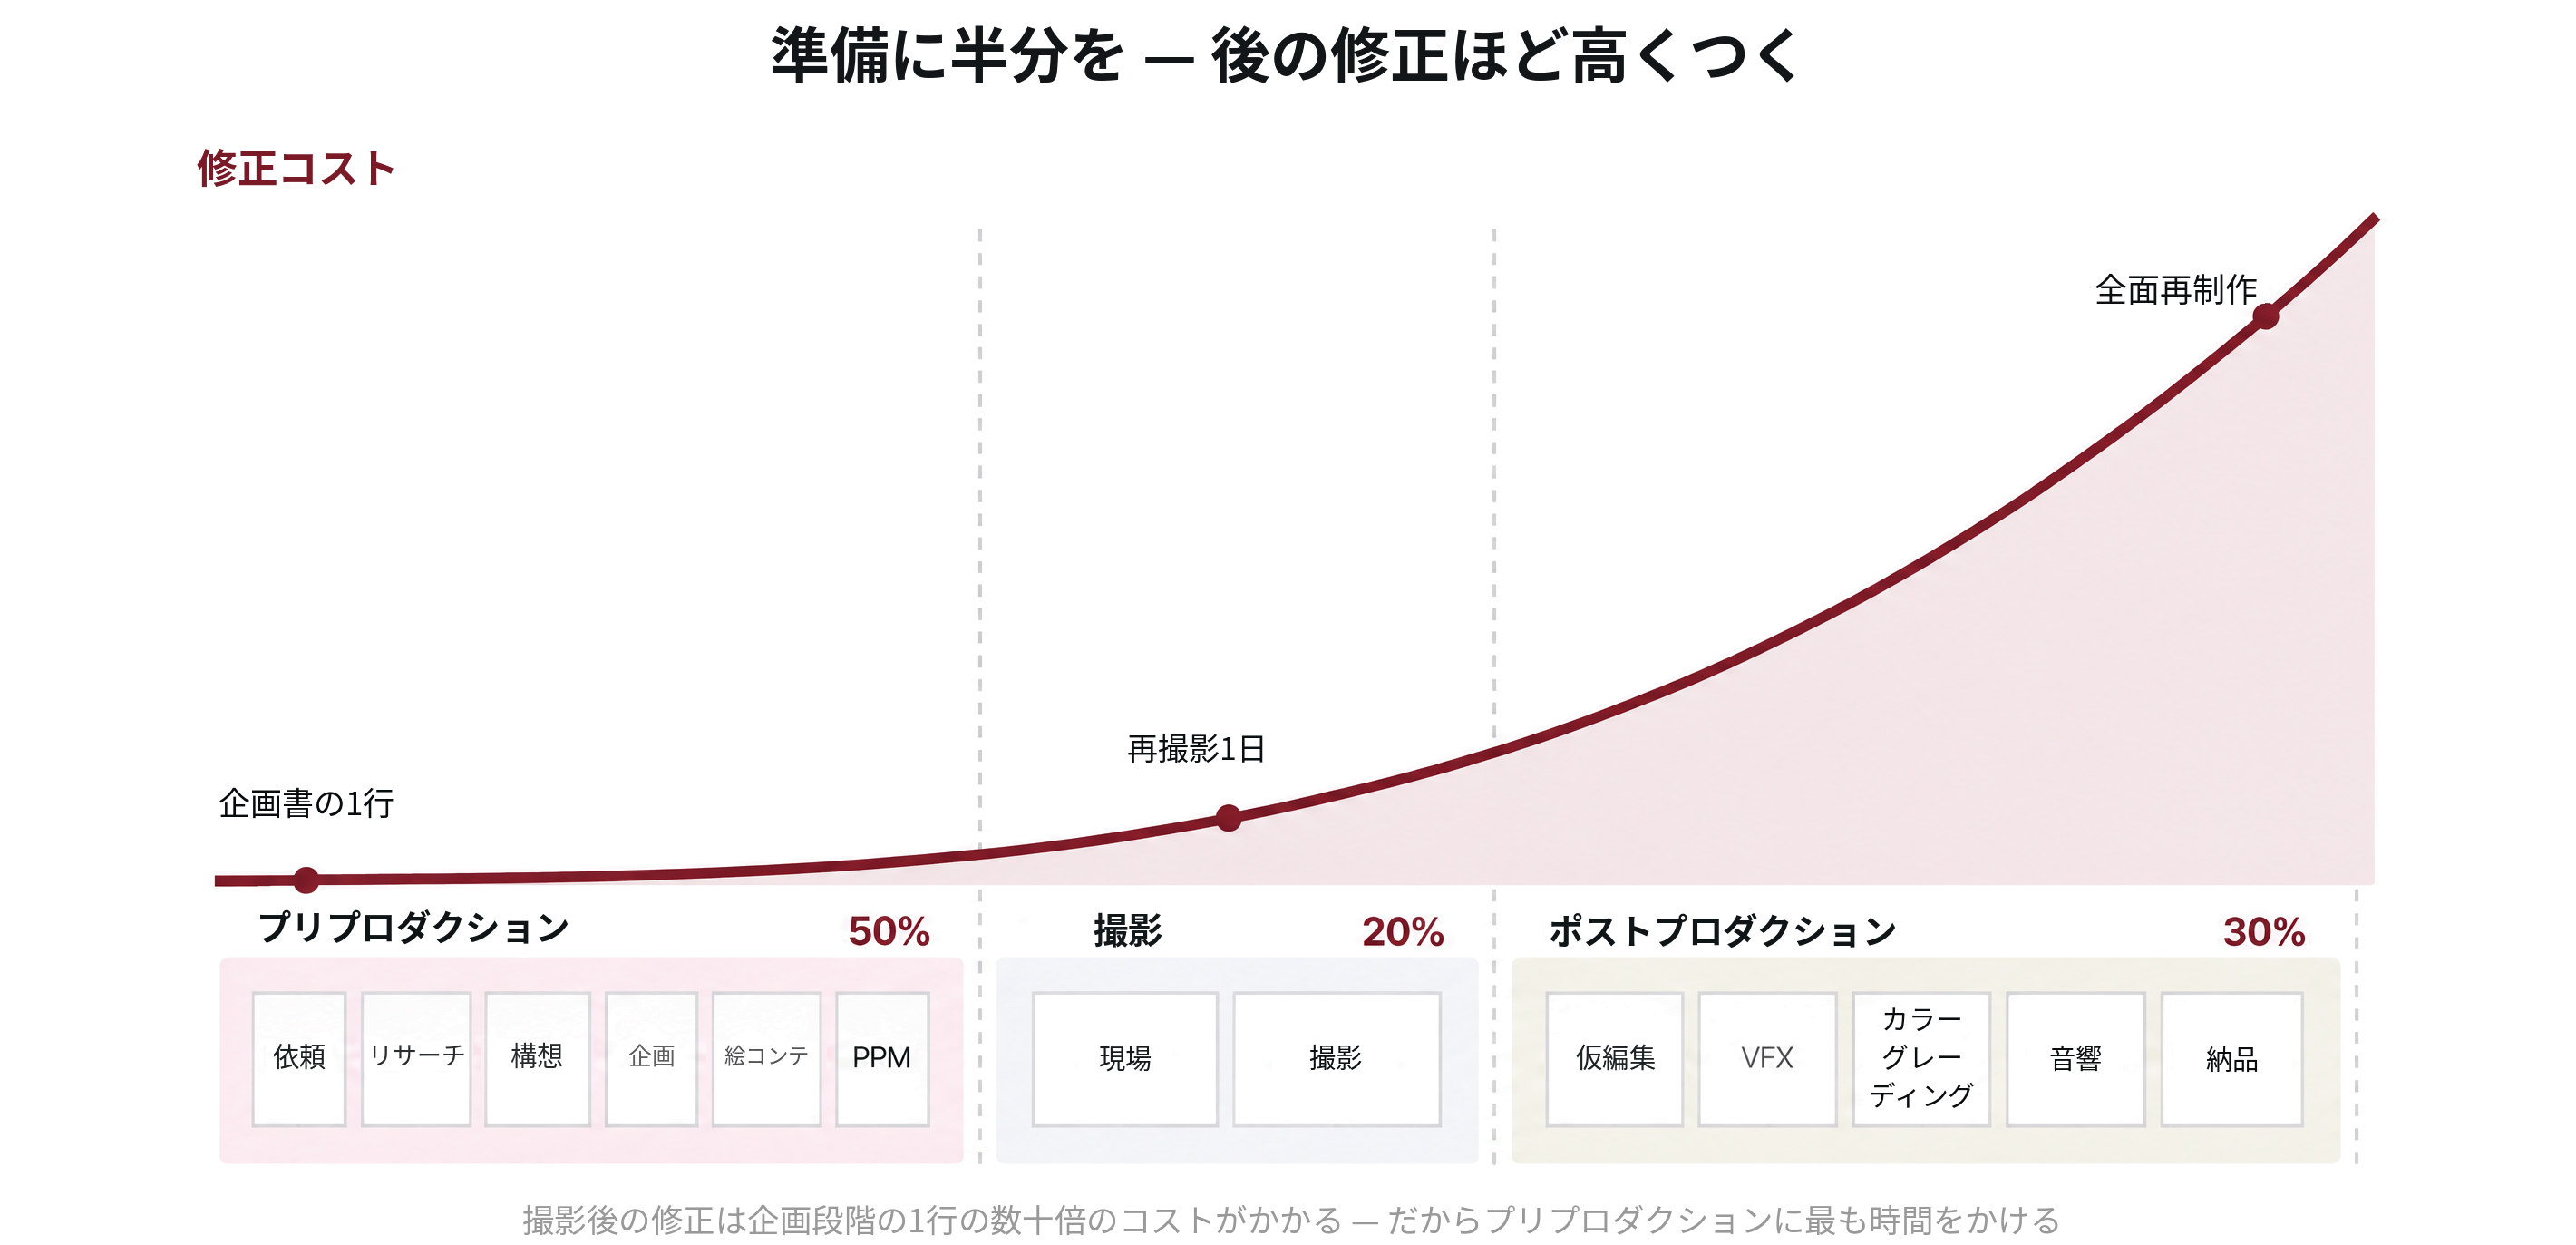 準備に半分を — 後の修正ほど高くつく
修正コスト
全面再制作
再撮影1日
企画書の1行
プリプロダクション 50%
撮影 20%
ポストプロダクション 30%
依頼
リサーチ
構想
企画
絵コンテ
PPM
現場
撮影
仮編集
VFX
カラー
グレー
ディング
音響
納品
撮影後の修正は企画段階の1行の数十倍のコストがかかる — だからプリプロダクションに最も時間をかける